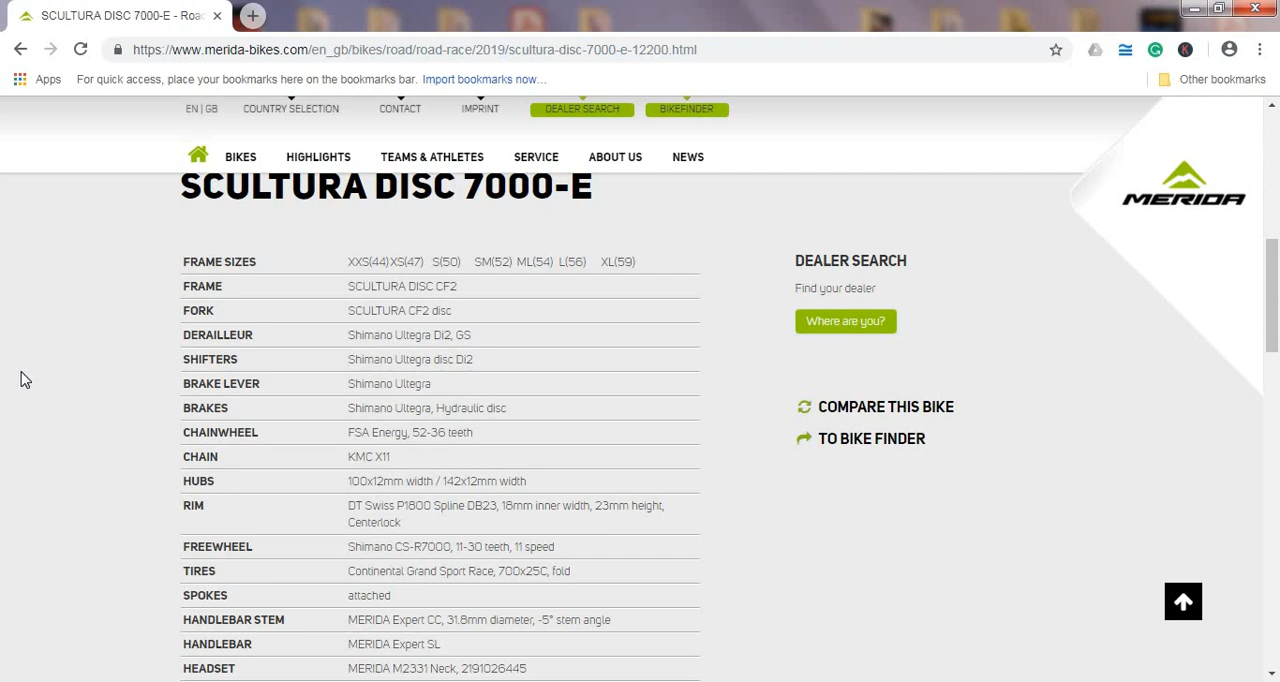 SCULTURA DISC 7000-E - Roa
https://www.merida-bikes.com/en_gb/bikes/road/road-race/2019/scultura-disc-7000-e-12200.html
Apps For quick access, place your bookmarks here on the bookmarks bar. Import bookmarks now... Other bookmarks
EN | GB COUNTRY SELECTION CONTACT IMPRINT DEALER SEARCH BIKEFINDER
BIKES HIGHLIGHTS TEAMS & ATHLETES SERVICE ABOUT US NEWS
MERIDA
SCULTURA DISC 7000-E
FRAME SIZES XXS(44) XS(47) S(50) SM(52) ML(54) L(56) XL(59)
FRAME SCULTURA DISC CF2
FORK SCULTURA CF2 disc
DERAILLEUR Shimano Ultegra Di2, GS
SHIFTERS Shimano Ultegra disc Di2
BRAKE LEVER Shimano Ultegra
BRAKES Shimano Ultegra, Hydraulic disc
CHAINWHEEL FSA Energy, 52-36 teeth
CHAIN KMC X11
HUBS 100x12mm width / 142x12mm width
RIM DT Swiss P1800 Spline DB23, 18mm inner width, 23mm height,
Centerlock
FREEWHEEL Shimano CS-R7000, 11-30 teeth, 11 speed
TIRES Continental Grand Sport Race, 700x25C, fold
SPOKES attached
HANDLEBAR STEM MERIDA Expert CC, 31.8mm diameter, -5° stem angle
HANDLEBAR MERIDA Expert SL
HEADSET MERIDA M2331 Neck, 2191026445
DEALER SEARCH
Find your dealer
Where are you?
COMPARE THIS BIKE
TO BIKE FINDER